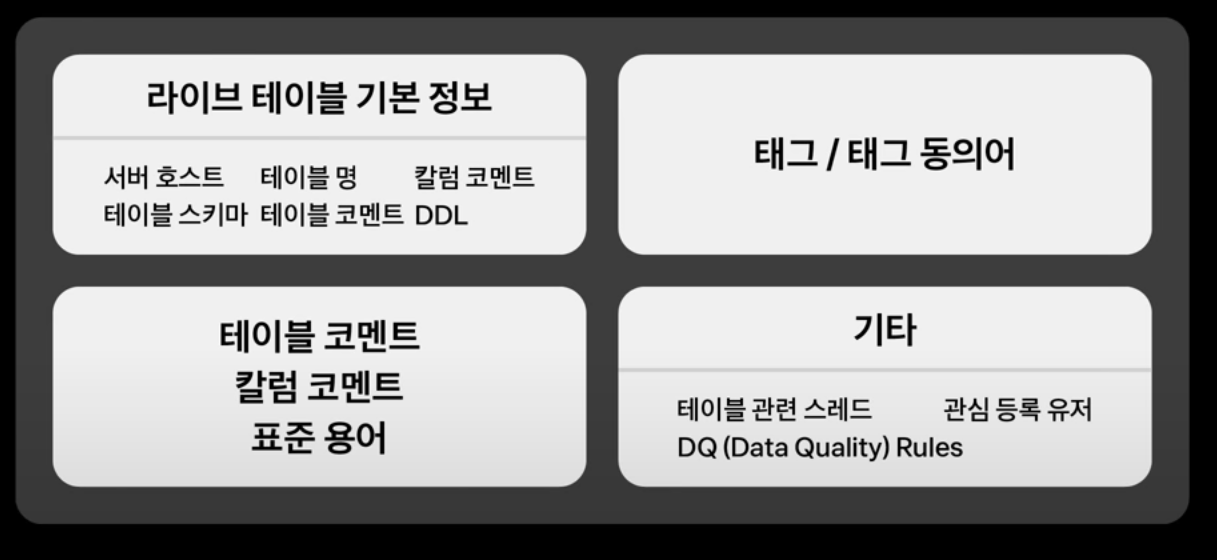 라이브 테이블 기본 정보
서버 호스트 테이블 명 칼럼 코멘트
테이블 스키마 테이블 코멘트 DDL
태그 / 태그 동의어
테이블 코멘트
칼럼 코멘트
표준 용어
기타
테이블 관련 스레드 관심 등록 유저
DQ (Data Quality) Rules